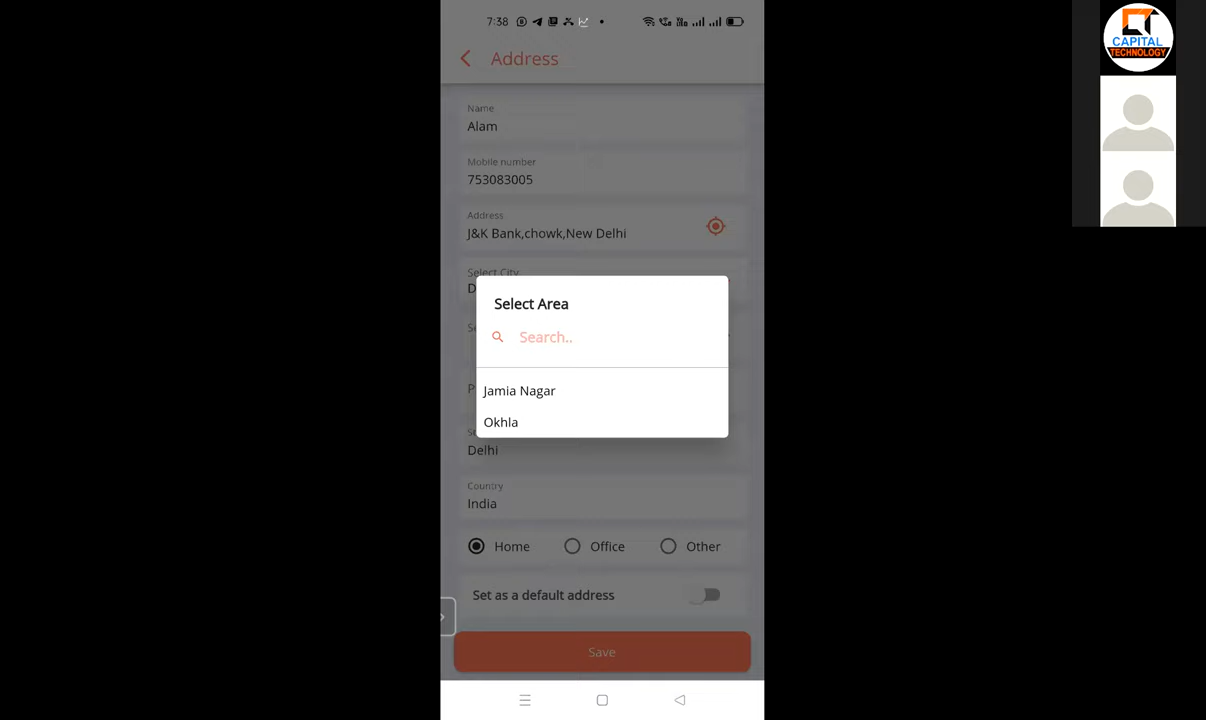 7:38
Address
Name
Alam
Mobile number
753083005
Address
J&K Bank,chowk,New Delhi
Select City
D
Se
Select Area
Search..
Jamia Nagar
Okhla
P
Delhi
Country
India
Home Office Other
Set as a default address
Save
CAPITAL
TECHNOLOGY